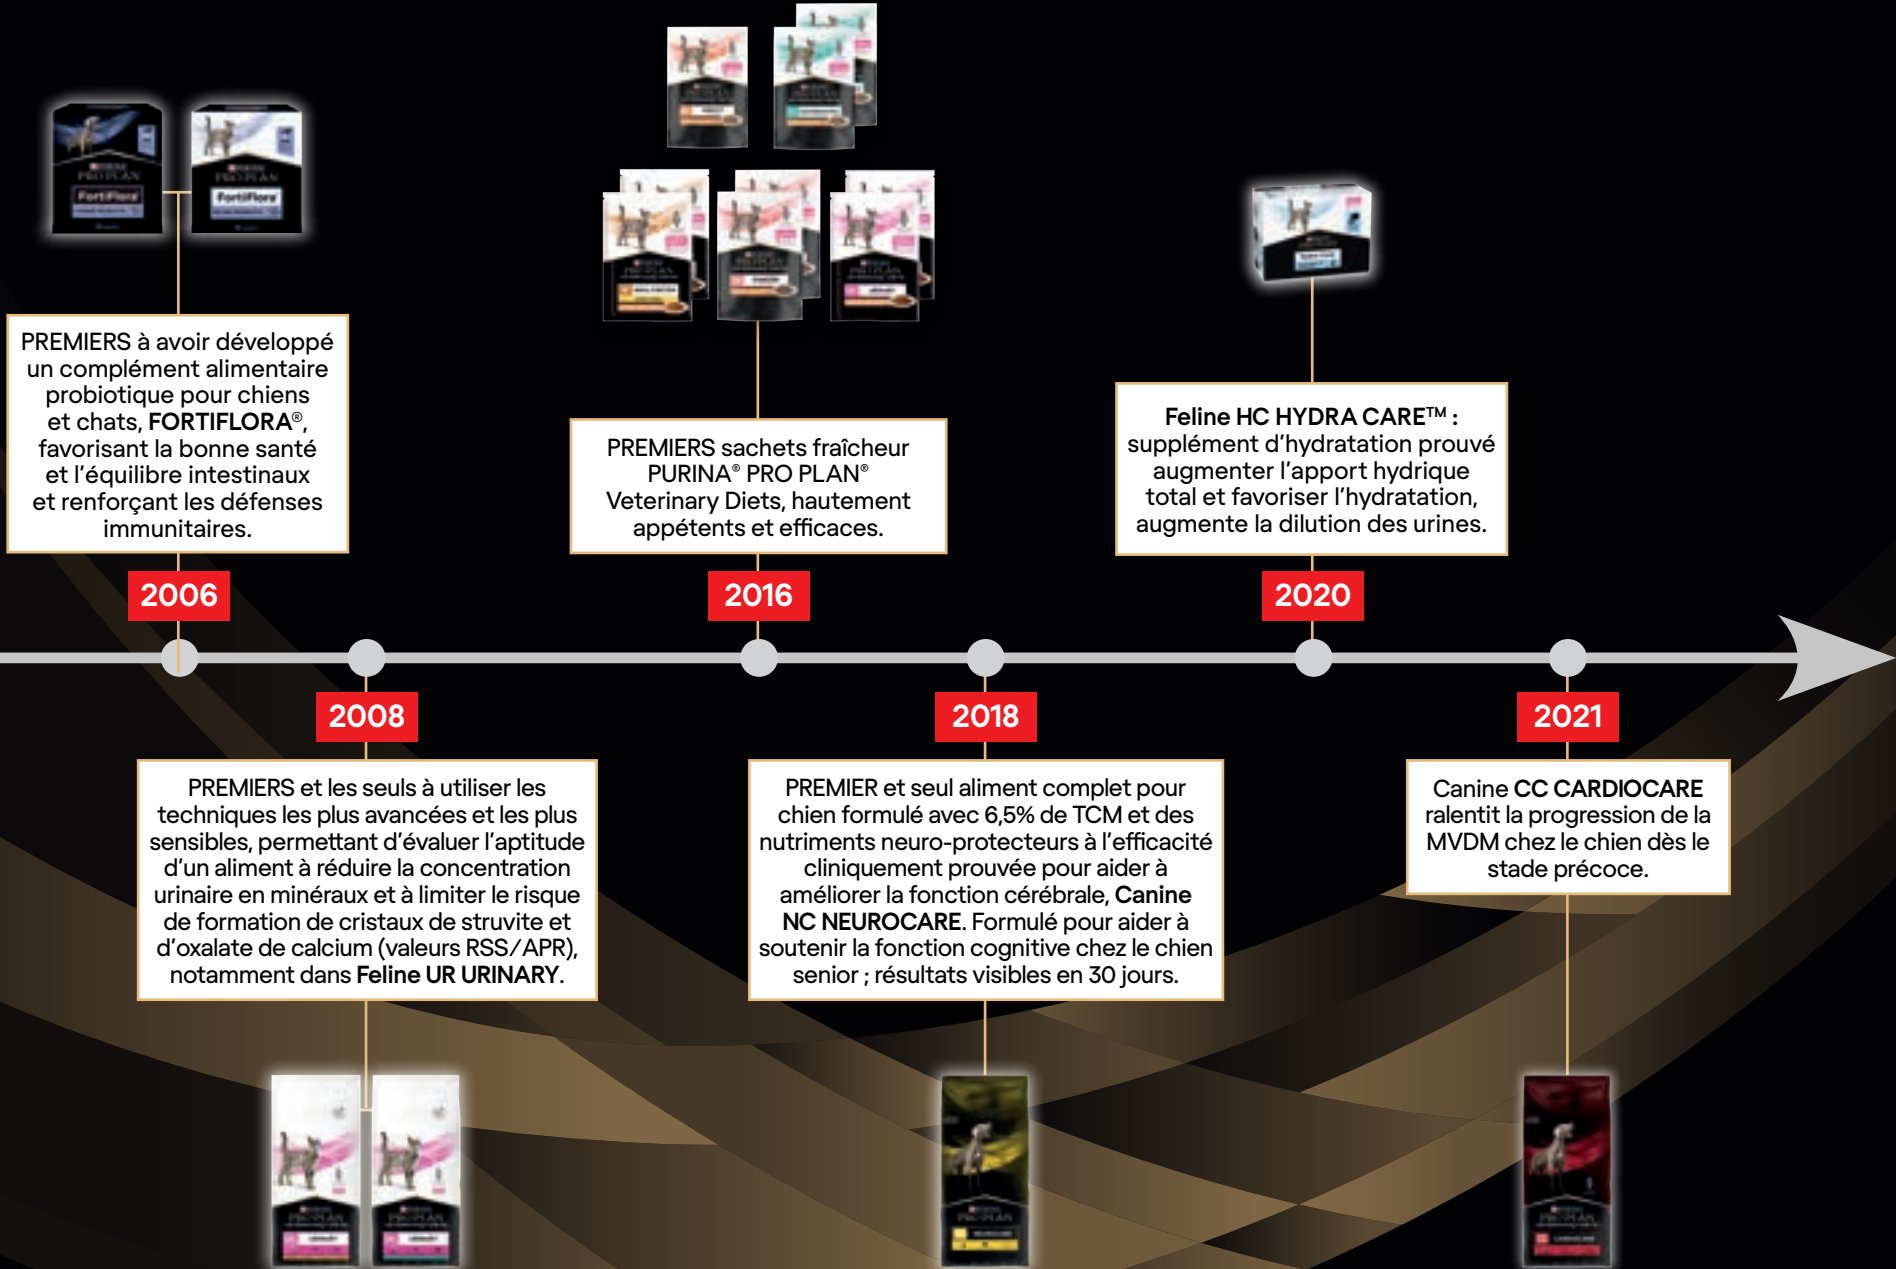 FortiFlora
FortiFlora
PREMIERS à avoir développé
un complément alimentaire
probiotique pour chiens
et chats, FORTIFLORA®,
favorisant la bonne santé
et l'équilibre intestinaux
et renforçant les défenses
immunitaires.
2006
PREMIERS sachets fraîcheur
PURINA® PRO PLAN®
Veterinary Diets, hautement
appétents et efficaces.
2016
Feline HC HYDRA CARE™ :
supplément d'hydratation prouvé
augmenter l'apport hydrique
total et favoriser l'hydratation,
augmente la dilution des urines.
2020
2008
PREMIERS et les seuls à utiliser les
techniques les plus avancées et les plus
sensibles, permettant d'évaluer l'aptitude
d'un aliment à réduire la concentration
urinaire en minéraux et à limiter le risque
de formation de cristaux de struvite et
d'oxalate de calcium (valeurs RSS/APR),
notamment dans Feline UR URINARY.
2018
PREMIER et seul aliment complet pour
chien formulé avec 6,5% de TCM et des
nutriments neuro-protecteurs à l'efficacité
cliniquement prouvée pour aider à
améliorer la fonction cérébrale, Canine
NC NEUROCARE. Formulé pour aider à
soutenir la fonction cognitive chez le chien
senior ; résultats visibles en 30 jours.
2021
Canine CC CARDIOCARE
ralentit la progression de la
MVDM chez le chien dès le
stade précoce.